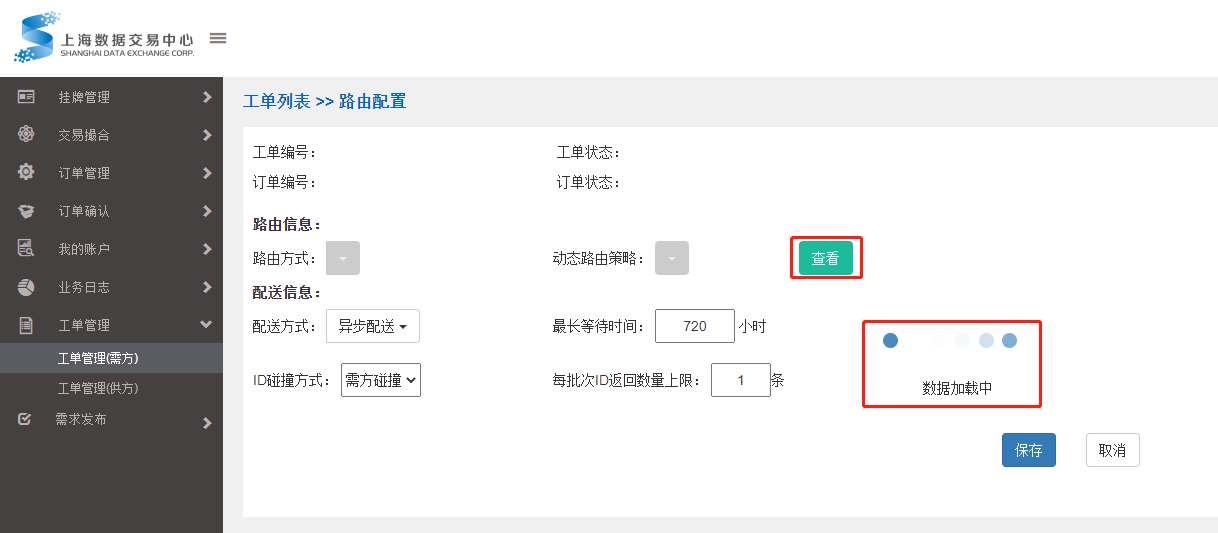 上海数据交易中心
SHANGHAI DATA EXCHANGE CORP.
挂牌管理
交易撮合
订单管理
订单确认
我的账户
业务日志
工单管理
工单管理(需方)
工单管理(供方)
需求发布
工单列表 >> 路由配置
工单编号： 工单状态：
订单编号： 订单状态：
路由信息：
路由方式： 动态路由策略： 查看
配送信息：
配送方式： 异步配送 最长等待时间： 720 小时
数据加载中
ID碰撞方式： 需方碰撞 每批次ID返回数量上限： 1 条
保存 取消